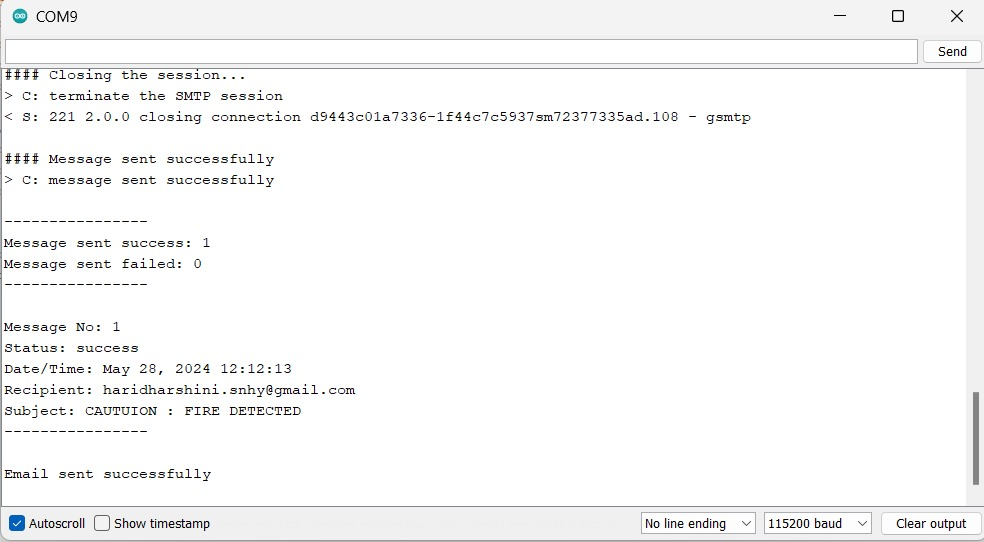 COM9
Send
#### Closing the session...
> C: terminate the SMTP session
< S: 221 2.0.0 closing connection d9443c01a7336-1f44c7c5937sm72377335ad.108 - gsmtp
#### Message sent successfully
> C: message sent successfully
----------------
Message sent success: 1
Message sent failed: 0
----------------
Message No: 1
Status: success
Date/Time: May 28, 2024 12:12:13
Recipient: haridharshini.snhy@gmail.com
Subject: CAUTUION : FIRE DETECTED
----------------
Email sent successfully
Autoscroll Show timestamp No line ending 115200 baud Clear output